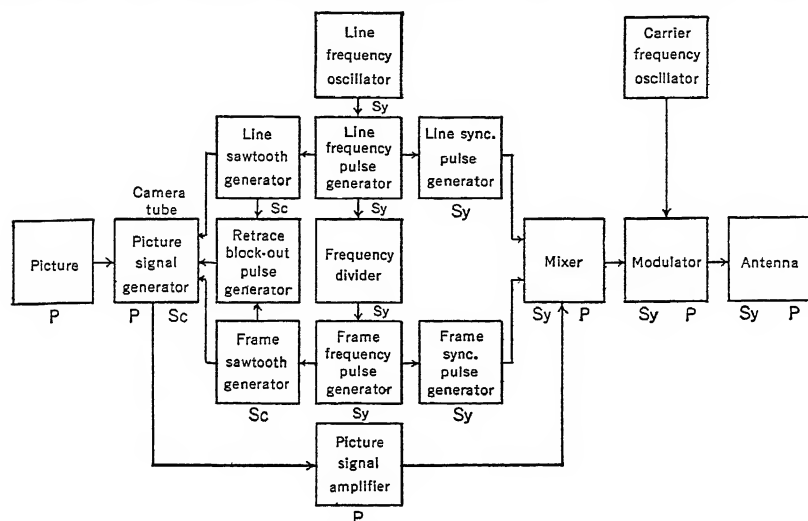 Line
frequency
oscillator
Carrier
frequency
oscillator
Sy
Line
sawtooth
generator
Line
frequency
pulse
generator
Line sync.
pulse
generator
Sc
Sy
Sy
Camera
tube
Picture
Picture
signal
generator
Retrace
block-out
pulse
generator
Frequency
divider
Mixer
Modulator
Antenna
P
P Sc
Sy
Sy P
Sy P
Sy P
Frame
sawtooth
generator
Frame
frequency
pulse
generator
Frame
sync.
pulse
generator
Sc
Sy
Sy
Picture
signal
amplifier
P